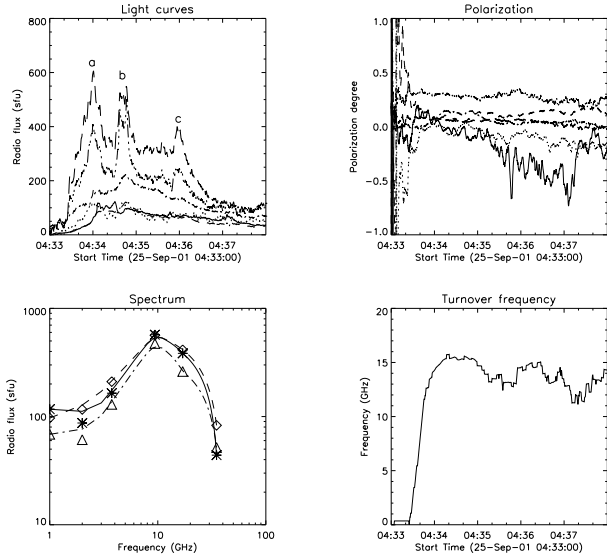 Light curves
800
600
400
200
0
Radio flux (sfu)
a
b
c
04:33 04:34 04:35 04:36 04:37
Start Time (25-Sep-01 04:33:00)
Polarization
1.0
0.5
0.0
-0.5
-1.0
Polarization degree
04:33 04:34 04:35 04:36 04:37
Start Time (25-Sep-01 04:33:00)
Spectrum
1000
100
10
Radio flux (sfu)
1 10 100
Frequency (GHz)
Turnover frequency
20
15
10
5
0
Frequency (GHz)
04:33 04:34 04:35 04:36 04:37
Start Time (25-Sep-01 04:33:00)